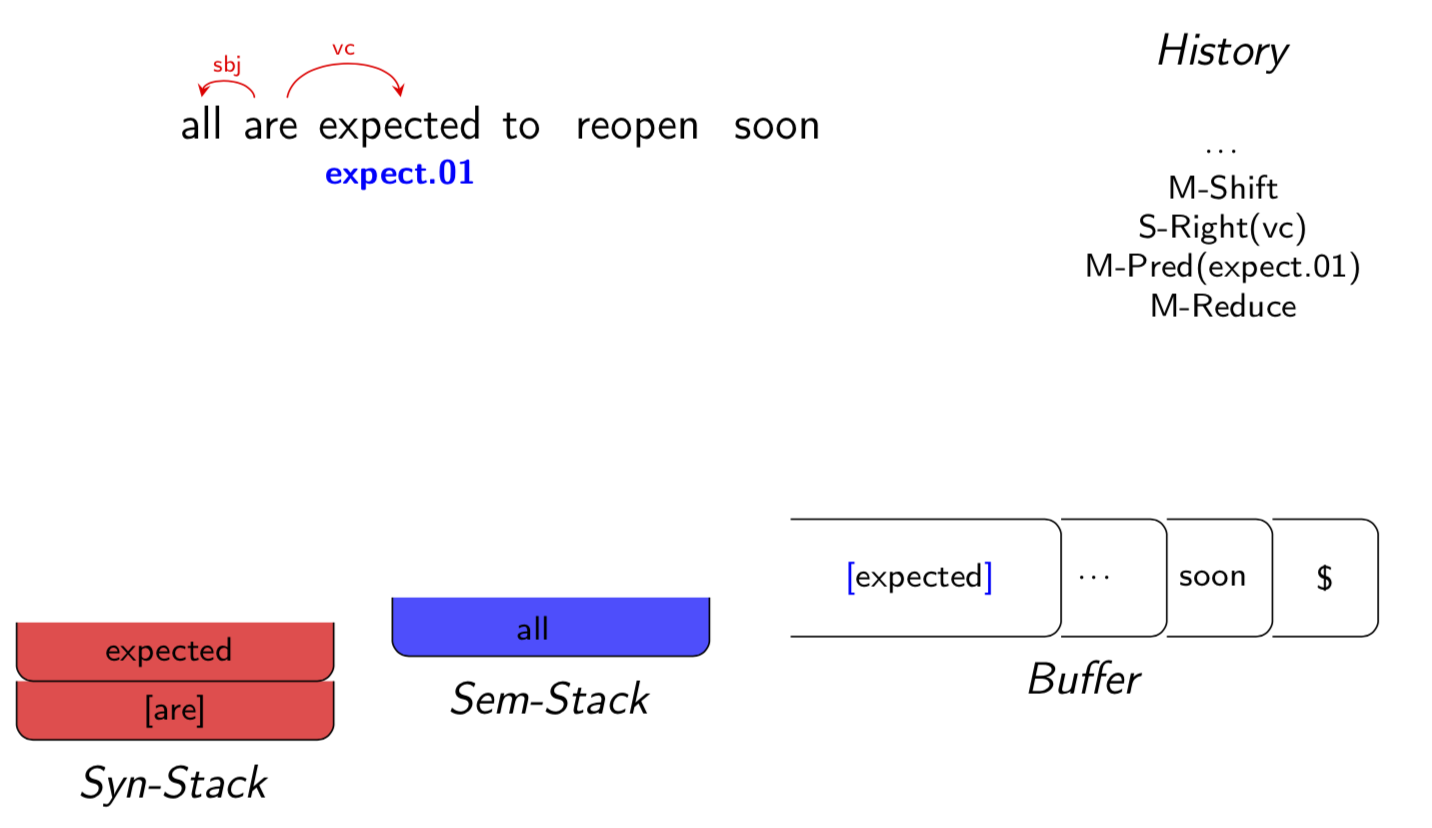 History
vc
sbj
all are expected to reopen soon
expect.01
...
M-Shift
S-Right(vc)
M-Pred(expect.01)
M-Reduce
[expected] ... soon $
all
expected
[are]
Buffer
Sem-Stack
Syn-Stack